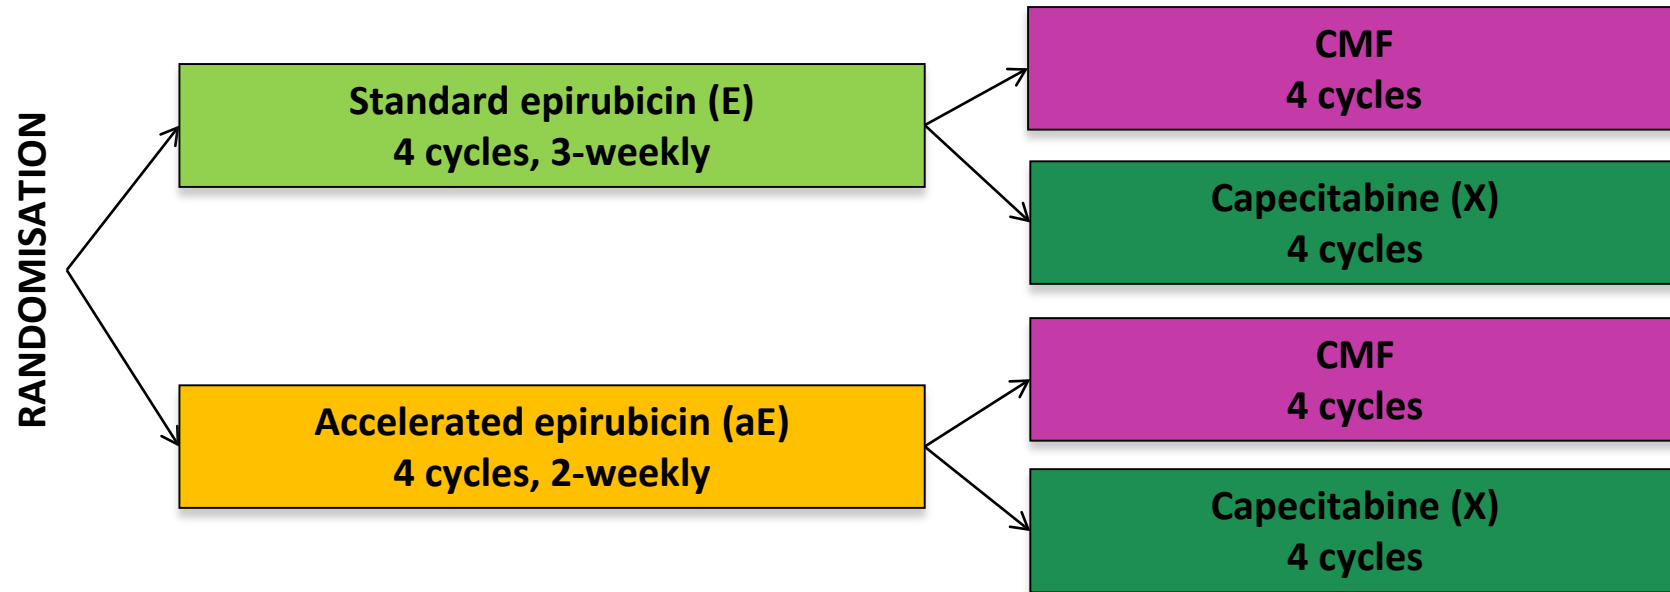 RANDOMISATION
Standard epirubicin (E)
4 cycles, 3-weekly
CMF
4 cycles
Capecitabine (X)
4 cycles
Accelerated epirubicin (aE)
4 cycles, 2-weekly
CMF
4 cycles
Capecitabine (X)
4 cycles